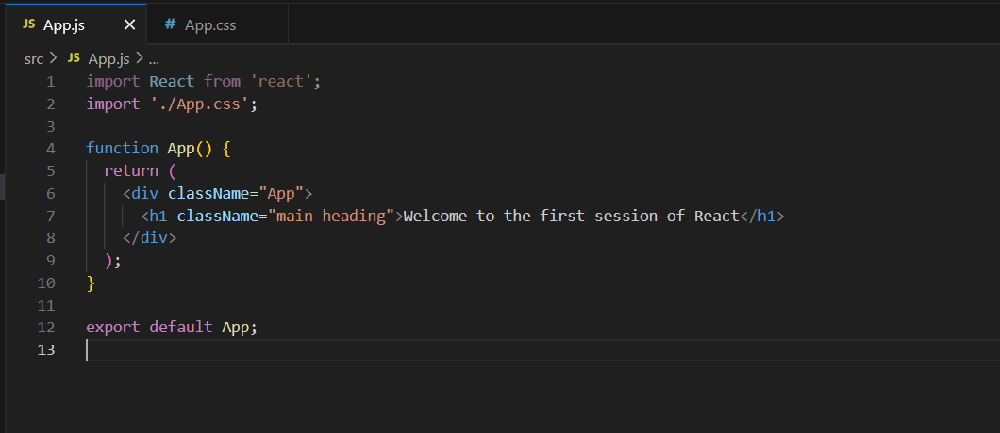 JS App.js × # App.css
src > JS App.js > ...
1 import React from 'react';
2 import './App.css';
3
4 function App() {
5   return (
6     <div className="App">
7       <h1 className="main-heading">Welcome to the first session of React</h1>
8     </div>
9   );
10 }
11
12 export default App;
13